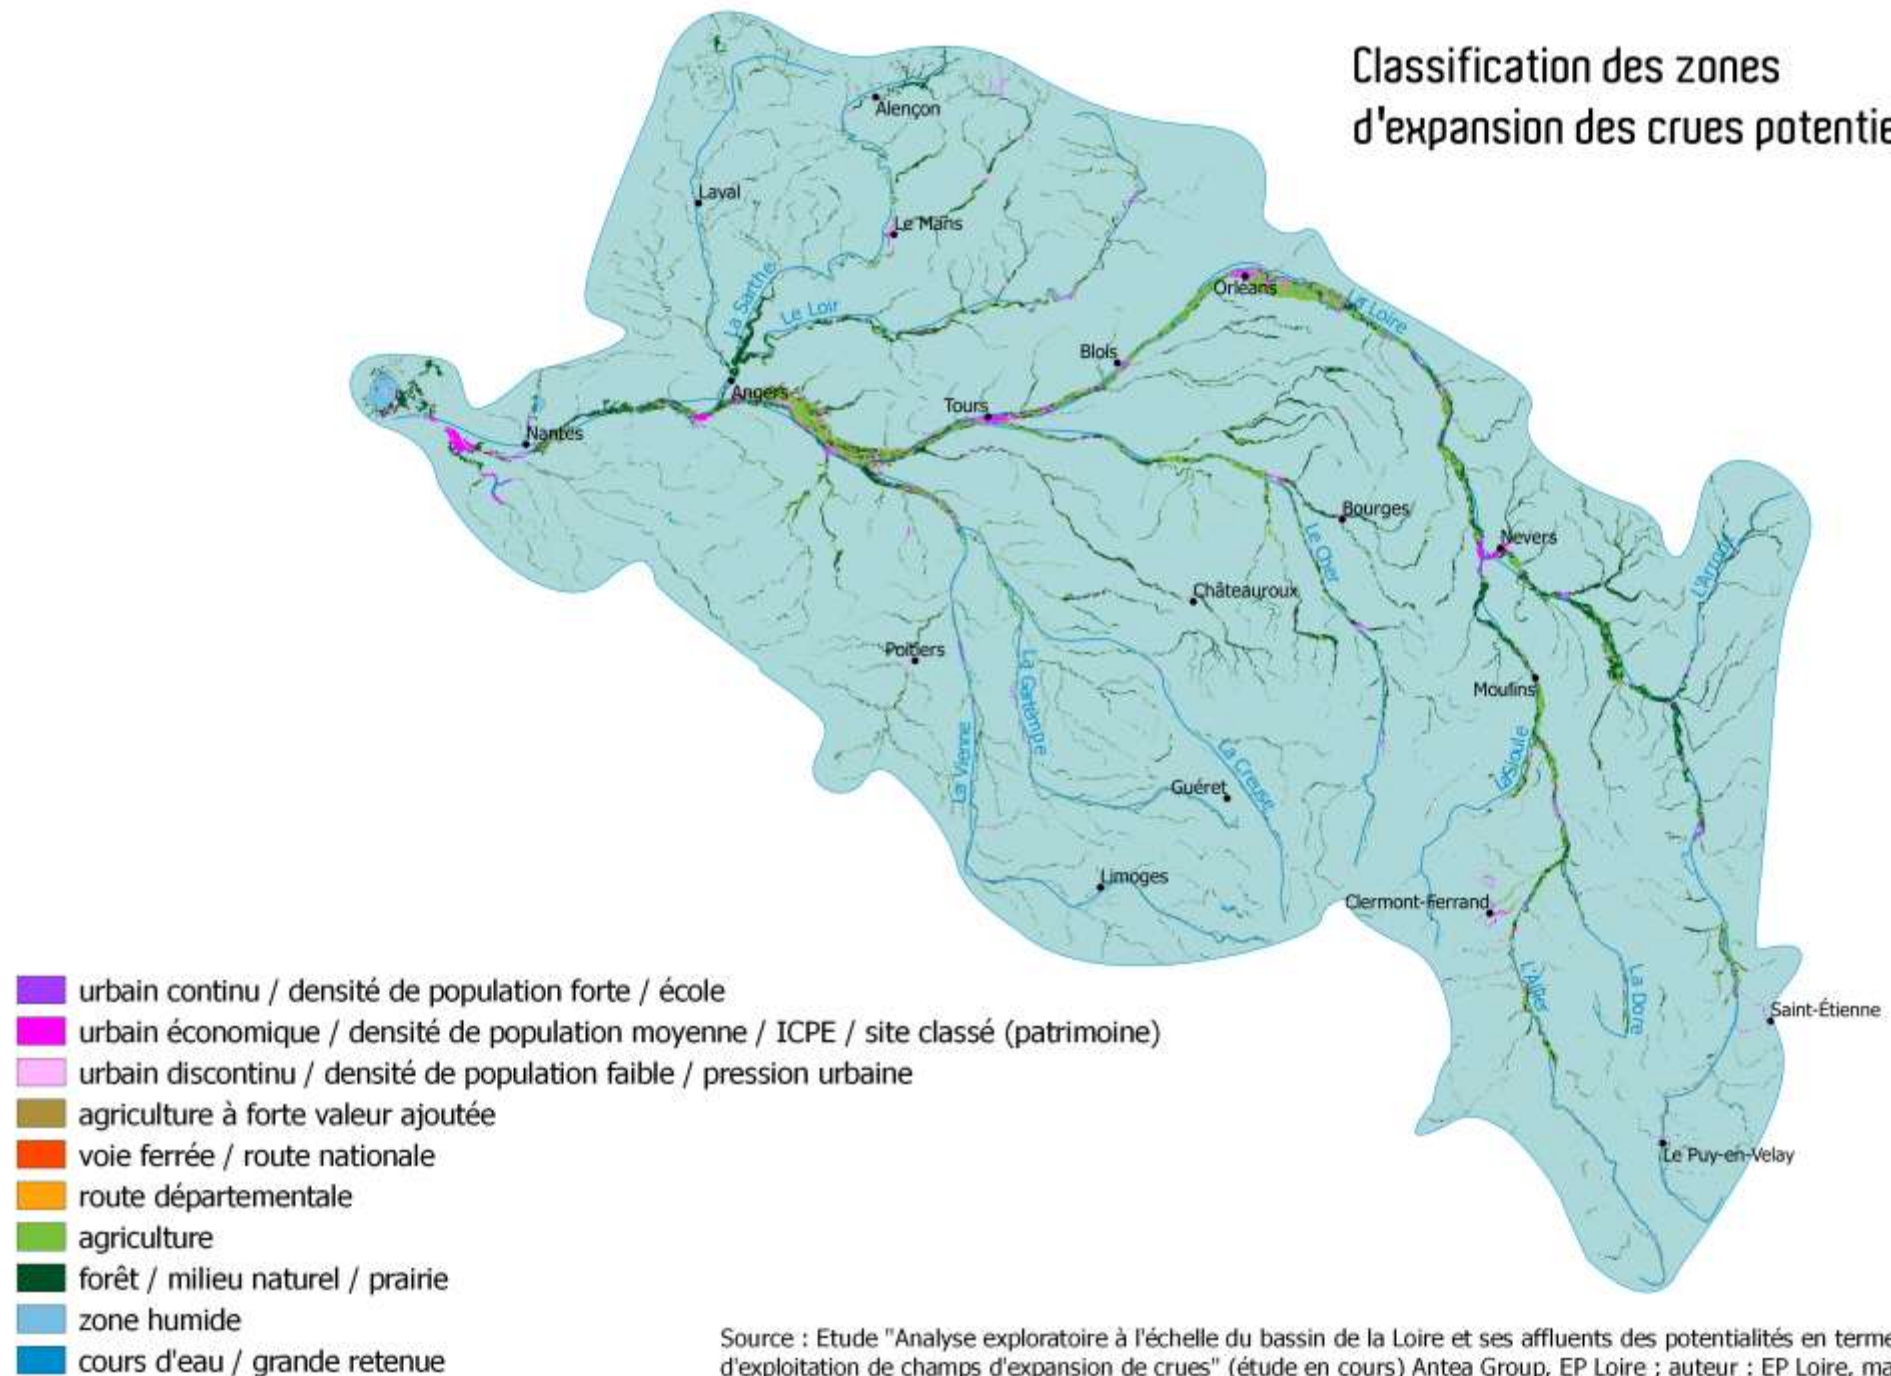 Classification des zones
d'expansion des crues potentie
Alençon
Laval
Le Mans
La Sarthe
Le Loir
Orléans
La Loire
Blois
Angers
Tours
Nantes
Bourges
Nevers
Le Cher
L'Arroux
Châteauroux
Poitiers
La Gartempe
Moulins
La Vienne
la Sioule
La Creuse
Guéret
Limoges
Clermont-Ferrand
L'Allier
La Dore
Saint-Étienne
Le Puy-en-Velay
urbain continu / densité de population forte / école
urbain économique / densité de population moyenne / ICPE / site classé (patrimoine)
urbain discontinu / densité de population faible / pression urbaine
agriculture à forte valeur ajoutée
voie ferrée / route nationale
route départementale
agriculture
forêt / milieu naturel / prairie
zone humide
cours d'eau / grande retenue
Source : Etude "Analyse exploratoire à l'échelle du bassin de la Loire et ses affluents des potentialités en terme
d'exploitation de champs d'expansion de crues" (étude en cours) Antea Group, EP Loire ; auteur : EP Loire, ma